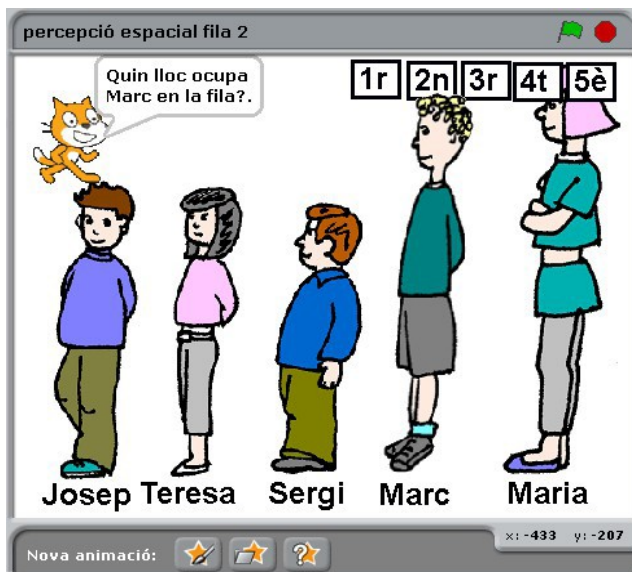 percepció espacial fila 2
Quin lloc ocupa
Marc en la fila?.
1r 2n 3r 4t 5è
Josep Teresa Sergi Marc Maria
x: -433 y: -207
Nova animació: